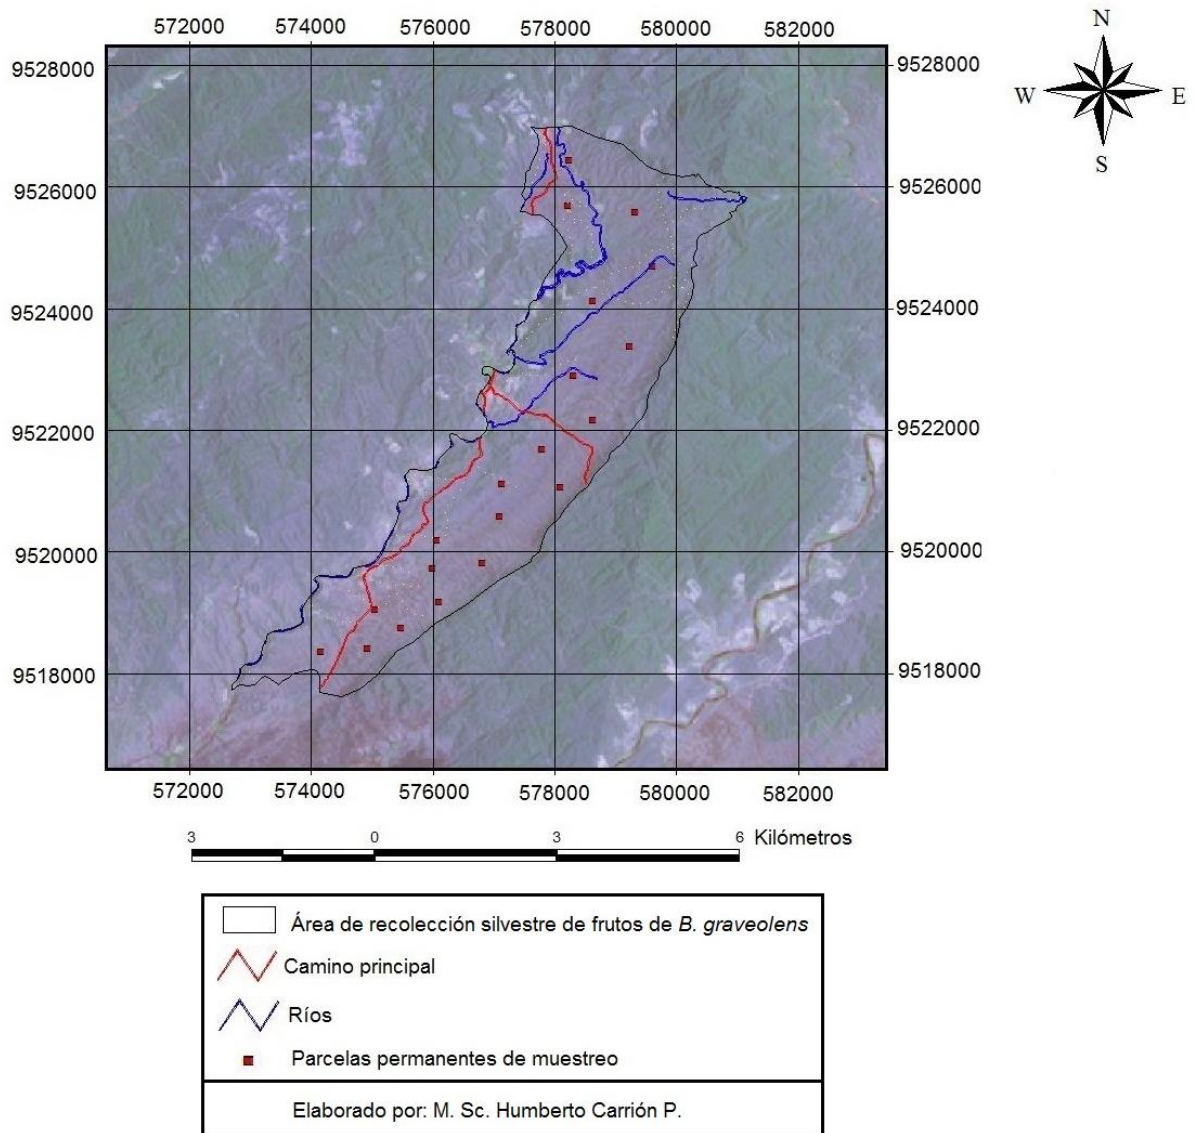 572000 574000 576000 578000 580000 582000
N
W E
S
9528000 9528000
9526000 9526000
9524000 9524000
9522000 9522000
9520000 9520000
9518000 9518000
572000 574000 576000 578000 580000 582000
3 0 3 6 Kilómetros
Área de recolección silvestre de frutos de B. graveolens
Camino principal
Ríos
Parcelas permanentes de muestreo
Elaborado por: M. Sc. Humberto Carrión P.